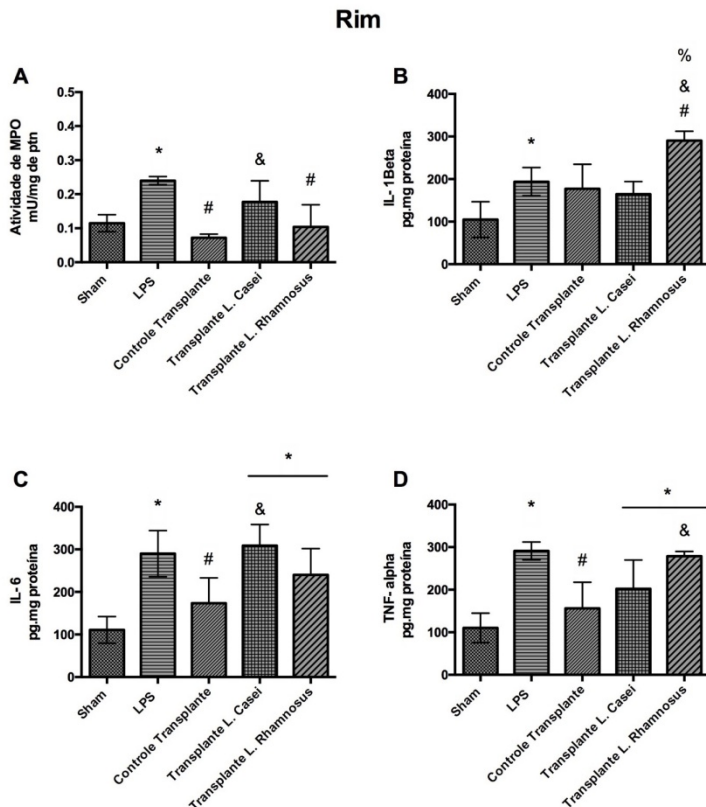 Rim
A
Atividade de MPO
mU/mg de ptn
0.5
0.4
0.3
0.2
0.1
0.0
*
#
&
#
Sham
LPS
Controle Transplante
Transplante L. Casei
Transplante L. Rhamnosus
B
IL-1Beta
pg.mg proteína
400
300
200
100
0
*
%
&
#
Sham
LPS
Controle Transplante
Transplante L. Casei
Transplante L. Rhamnosus
C
IL-6
pg.mg proteína
400
300
200
100
0
*
#
*
&
Sham
LPS
Controle Transplante
Transplante L. Casei
Transplante L. Rhamnosus
D
TNF-alpha
pg.mg proteína
400
300
200
100
0
*
#
*
&
Sham
LPS
Controle Transplante
Transplante L. Casei
Transplante L. Rhamnosus